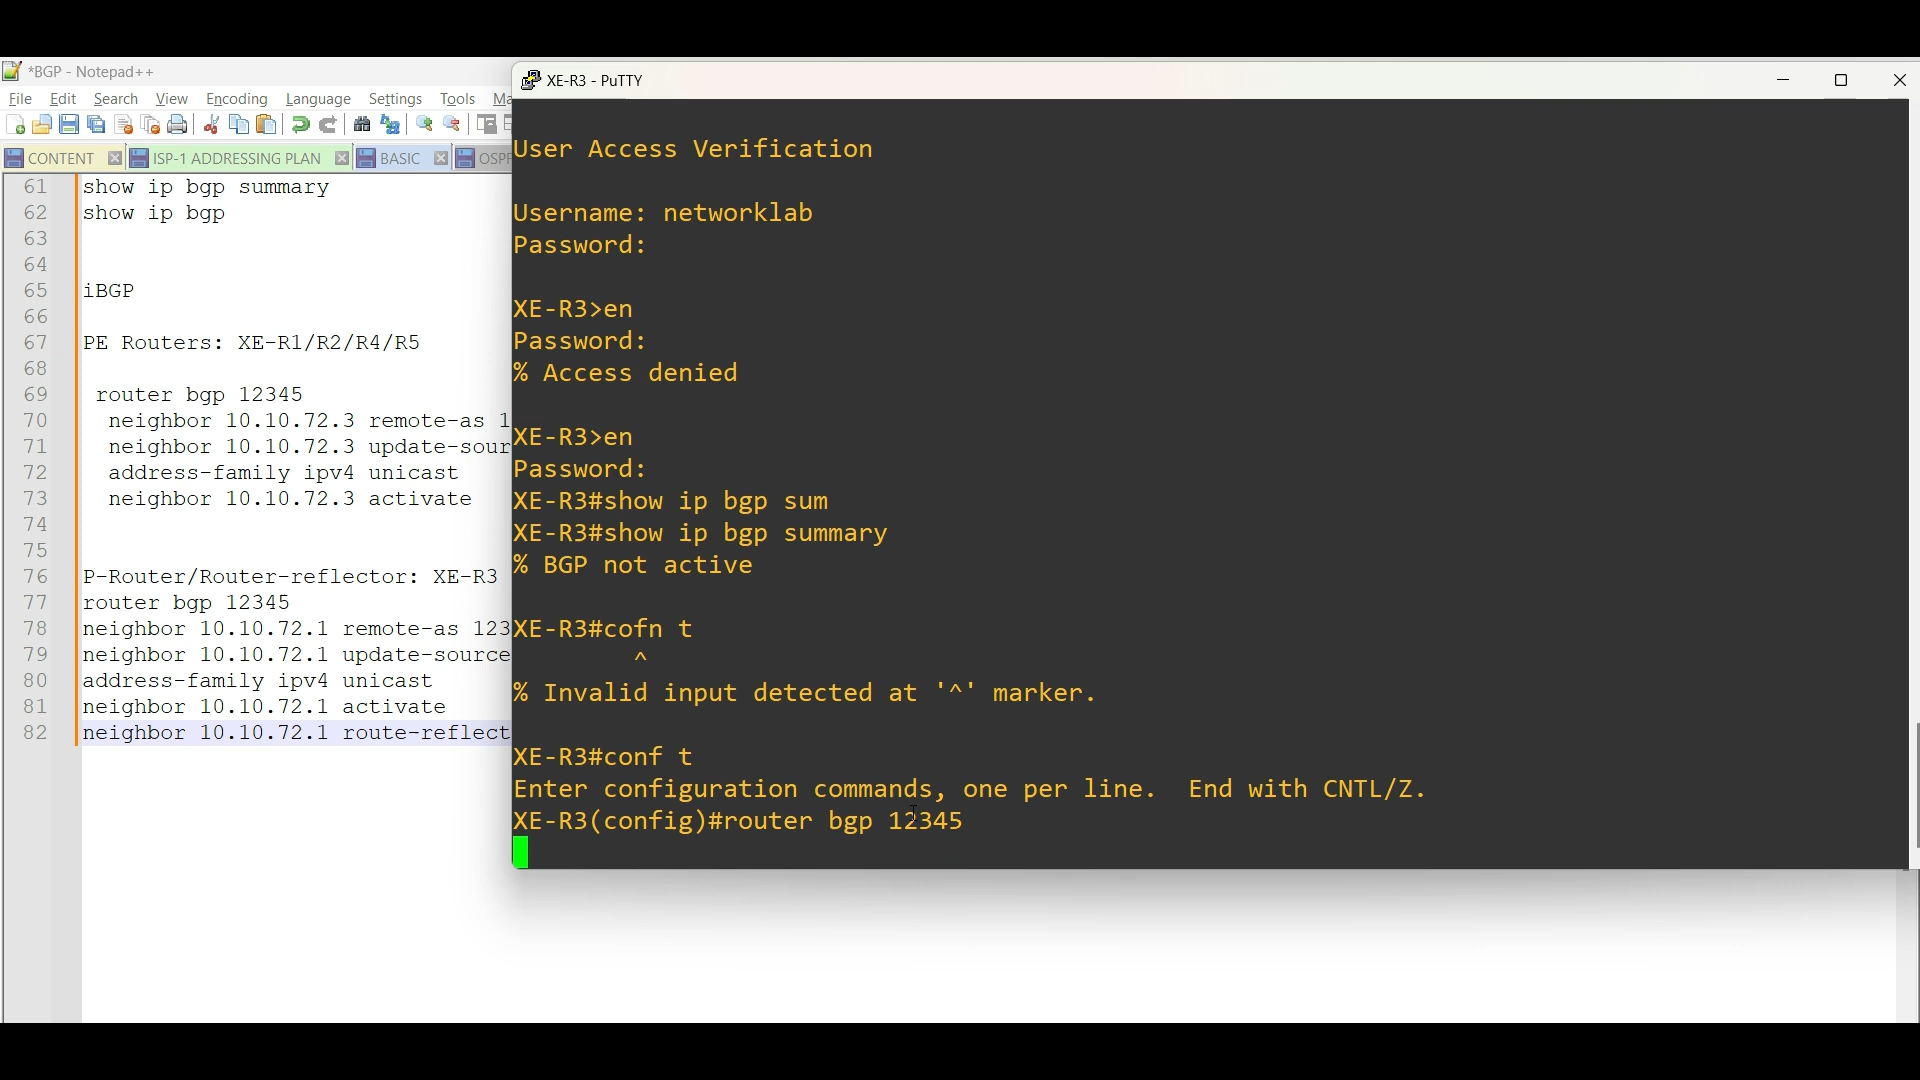 *BGP - Notepad++
File Edit Search View Encoding Language Settings Tools Ma
CONTENT ISP-1 ADDRESSING PLAN BASIC OSPF
61 show ip bgp summary
62 show ip bgp
63
64
65 iBGP
66
67 PE Routers: XE-R1/R2/R4/R5
68
69 router bgp 12345
70 neighbor 10.10.72.3 remote-as 1
71 neighbor 10.10.72.3 update-sour
72 address-family ipv4 unicast
73 neighbor 10.10.72.3 activate
74
75
76 P-Router/Router-reflector: XE-R3
77 router bgp 12345
78 neighbor 10.10.72.1 remote-as 123
79 neighbor 10.10.72.1 update-source
80 address-family ipv4 unicast
81 neighbor 10.10.72.1 activate
82 neighbor 10.10.72.1 route-reflect
XE-R3 - PuTTY
User Access Verification
Username: networklab
Password:
XE-R3>en
Password:
% Access denied
XE-R3>en
Password:
XE-R3#show ip bgp sum
XE-R3#show ip bgp summary
% BGP not active
XE-R3#cofn t
^
% Invalid input detected at '^' marker.
XE-R3#conf t
Enter configuration commands, one per line. End with CNTL/Z.
XE-R3(config)#router bgp 12345